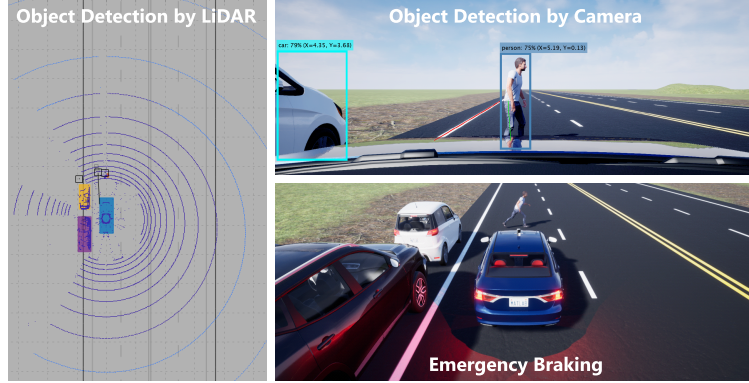 Object Detection by LiDAR
Object Detection by Camera
car: 79% (X=4.35, Y=3.68)
person: 75% (X=5.19, Y=0.13)
Emergency Braking